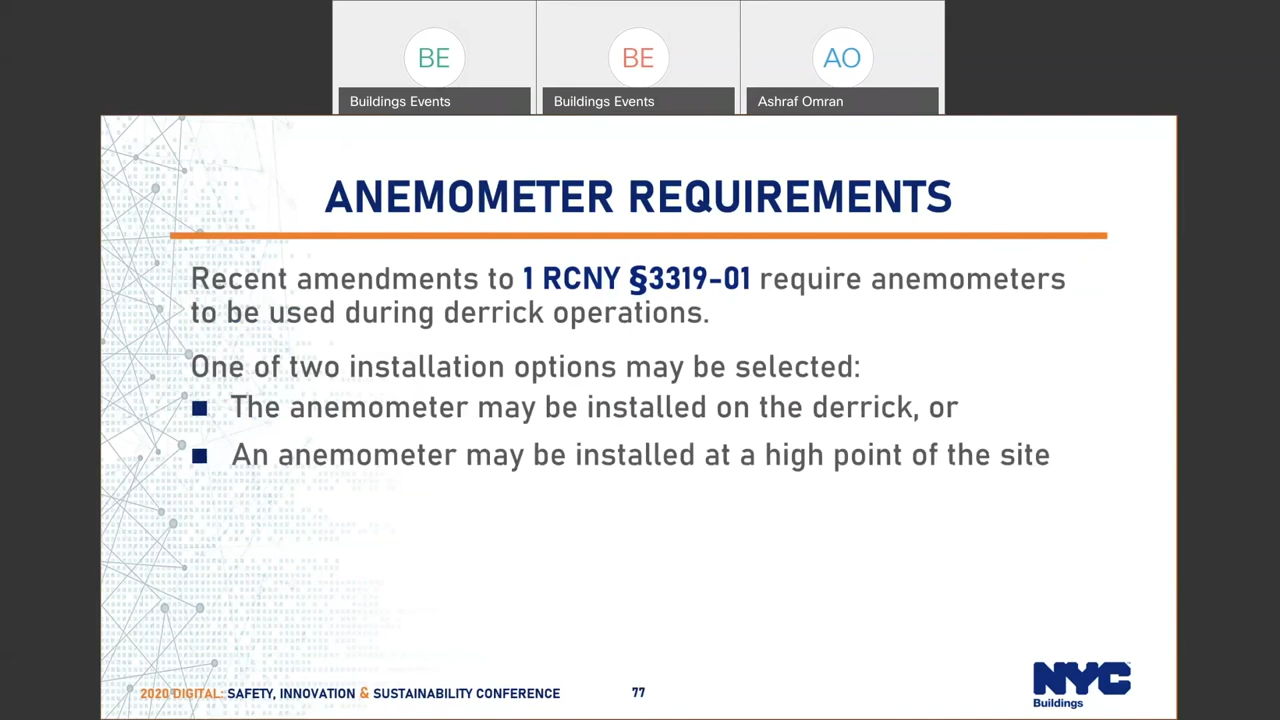 BE
BE
AO
Buildings Events
Buildings Events
Ashraf Omran
ANEMOMETER REQUIREMENTS
Recent amendments to 1 RCNY §3319-01 require anemometers
to be used during derrick operations.
One of two installation options may be selected:
■ The anemometer may be installed on the derrick, or
■ An anemometer may be installed at a high point of the site
2020 DIGITAL: SAFETY, INNOVATION & SUSTAINABILITY CONFERENCE
77
NYC
Buildings